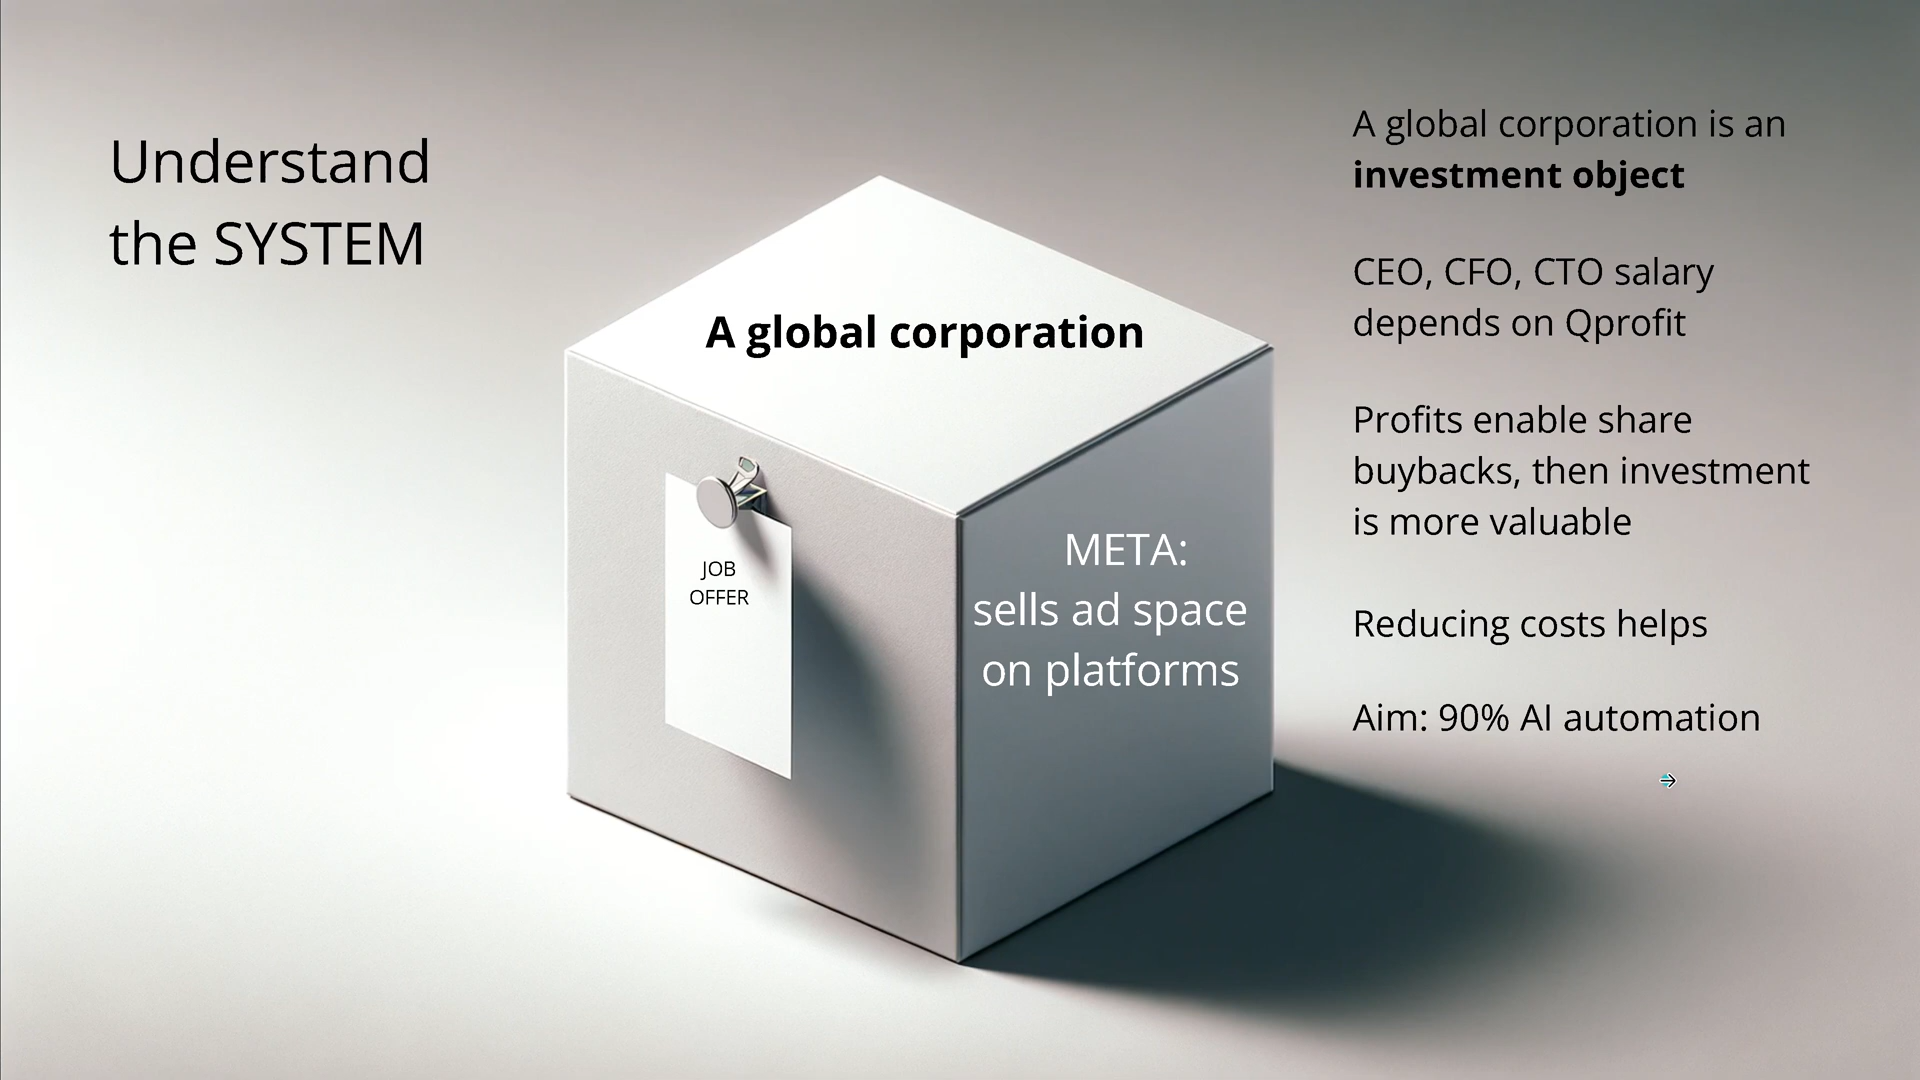 Understand
the SYSTEM
A global corporation
JOB
OFFER
META:
sells ad space
on platforms
A global corporation is an
investment object
CEO, CFO, CTO salary
depends on Qprofit
Profits enable share
buybacks, then investment
is more valuable
Reducing costs helps
Aim: 90% AI automation